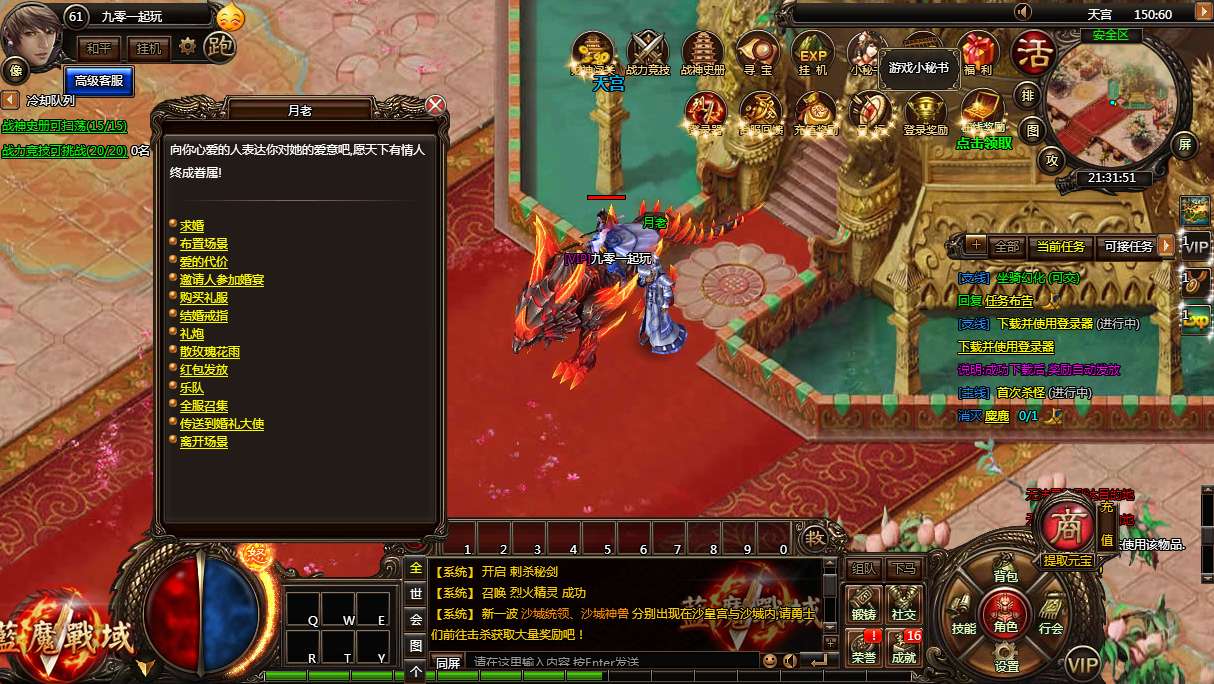 61 九零一起玩
和平 挂机 跑
像
高级客服
冷却队列
战神史册可扫荡(15/15)
战力竞技可挑战(20/20) 0名
天宫 150:60
安全区
战力竞技 战神史册 寻宝 EXP 挂机 福利 活
游戏小秘书
天宫
登录奖励
点击领取
排
图
攻
屏
21:31:51
月老
向你心爱的人表达你对她的爱意吧,愿天下有情人
终成眷属!
求婚
布置场景
爱的代价
邀请人参加婚宴
购买礼服
结婚戒指
礼炮
散玫瑰花雨
红包发放
乐队
全服召集
传送到婚礼大使
离开场景
月老
[VIP]九零一起玩
+ 全部 当前任务 可接任务
VIP
[支线] 坐骑幻化 (可交)
回复 任务布告
[支线] 下载并使用登录器 (进行中)
下载并使用登录器
说明:成功下载后,奖励自动发放
[主线] 首次杀怪 (进行中)
消灭 麋鹿 0/1
商 充值
提取元宝
使用该物品.
1 2 3 4 5 6 7 8 9 0 救
怒
Q W E
R T Y
全
世
会
图
个
【系统】 开启 刺杀秘剑
【系统】 召唤 烈火精灵 成功
【系统】 新一波 沙城统领、沙城神兽 分别出现在沙皇宫与沙城内,请勇士
们前往击杀获取大量奖励吧！
同屏 请在这里输入内容,按Enter发送
组队 下马
锻铸 社交
荣誉 ! 成就 16
背包
技能 角色 行会
设置
VIP
蓝魔戰域